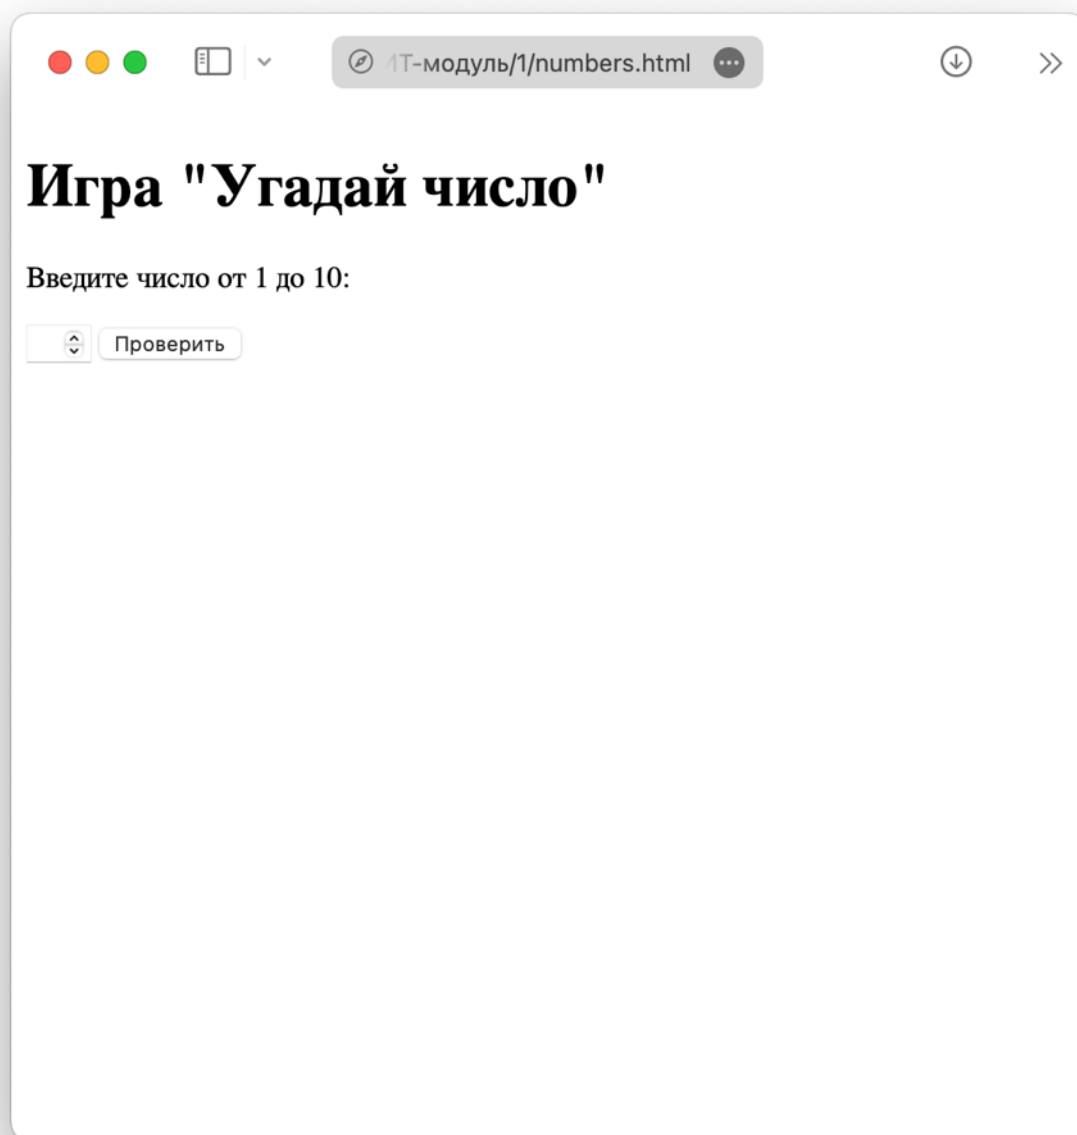 -модуль/1/numbers.html
Игра "Угадай число"
Введите число от 1 до 10:
Проверить